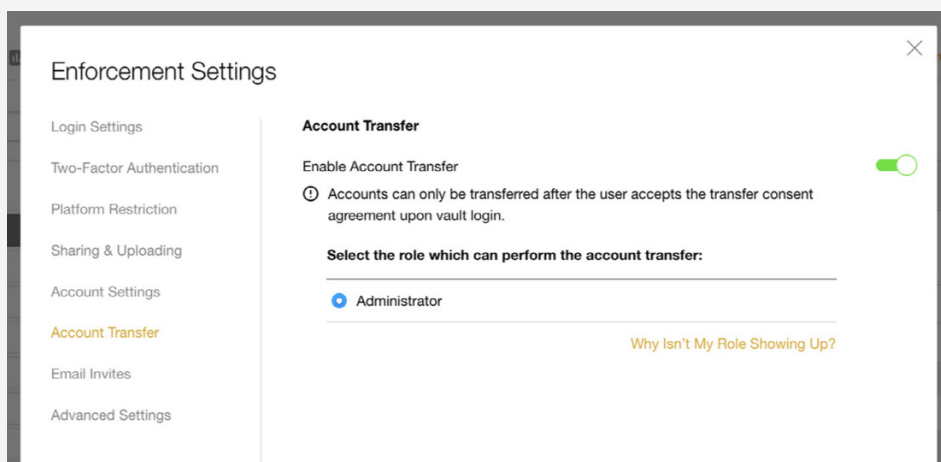 Enforcement Settings
Login Settings
Two-Factor Authentication
Platform Restriction
Sharing & Uploading
Account Settings
Account Transfer
Email Invites
Advanced Settings
Account Transfer
Enable Account Transfer
Accounts can only be transferred after the user accepts the transfer consent
agreement upon vault login.
Select the role which can perform the account transfer:
Administrator
Why Isn't My Role Showing Up?